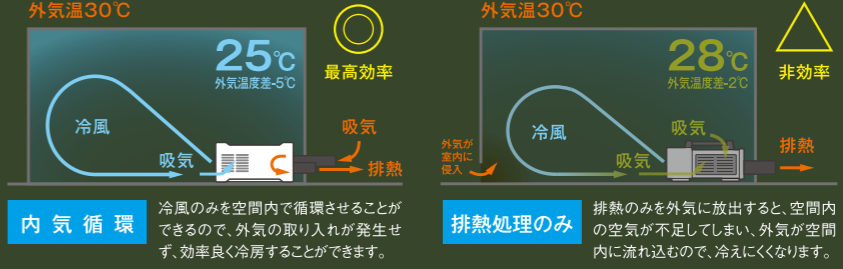 外気温30℃
最高効率
25℃
外気温度差-5℃
冷風
吸気
吸気
排熱
内気循環
冷風のみを空間内で循環させることが
できるので、外気の取り入れが発生せ
ず、効率良く冷房することができます。
外気温30℃
非効率
28℃
外気温度差-2℃
冷風
吸気
吸気
排熱
外気が
室内に
侵入
排熱処理のみ
排熱のみを外気に放出すると、空間内
の空気が不足してしまい、外気が空間
内に流れ込むので、冷えにくくなります。